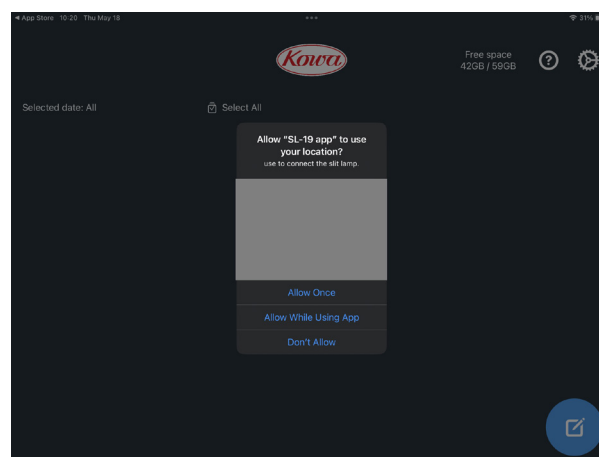 App Store 10:20 Thu May 18
31%
Kowa
Free space
42GB / 59GB
Selected date: All
Select All
Allow "SL-19 app" to use
your location?
use to connect the slit lamp.
Allow Once
Allow While Using App
Don't Allow